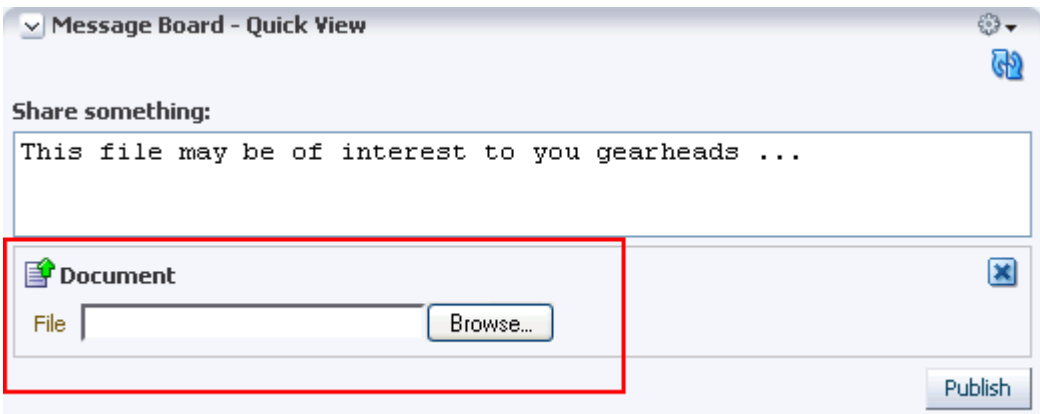 Message Board - Quick View
Share something:
This file may be of interest to you gearheads ...
Document
File Browse...
Publish